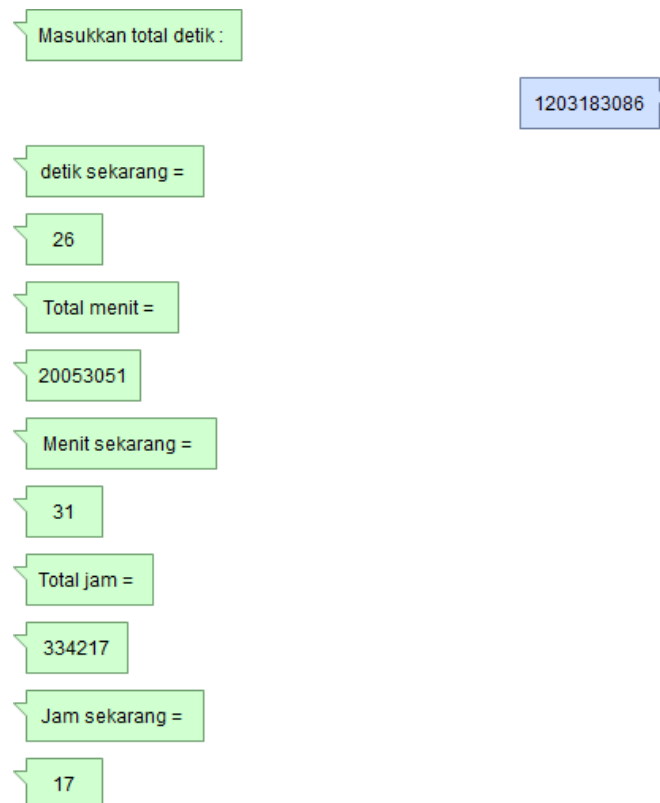 Masukkan total detik :
1203183086
detik sekarang =
26
Total menit =
20053051
Menit sekarang =
31
Total jam =
334217
Jam sekarang =
17